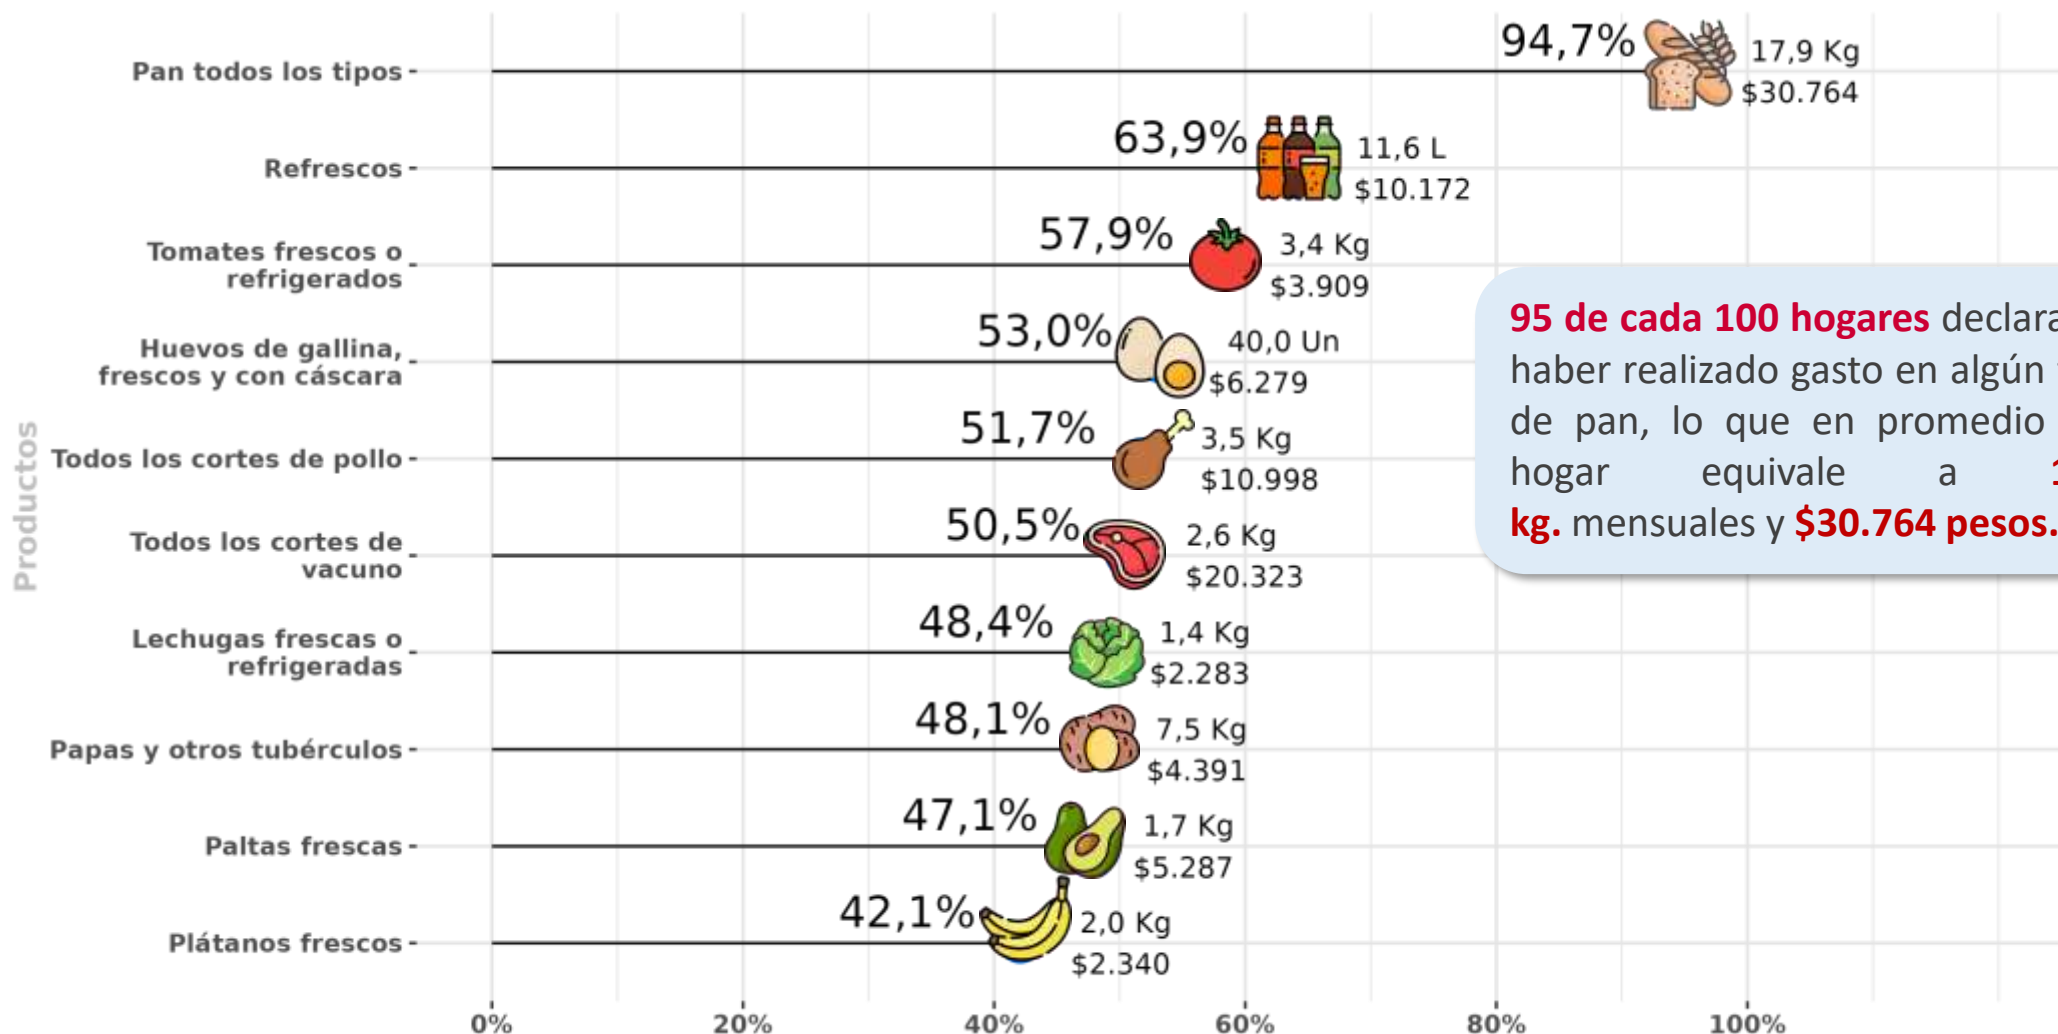 Productos
Pan todos los tipos
94,7%
17,9 Kg
$30.764
Refrescos
63,9%
11,6 L
$10.172
Tomates frescos o
refrigerados
57,9%
3,4 Kg
$3.909
Huevos de gallina,
frescos y con cáscara
53,0%
40,0 Un
$6.279
Todos los cortes de pollo
51,7%
3,5 Kg
$10.998
Todos los cortes de
vacuno
50,5%
2,6 Kg
$20.323
Lechugas frescas o
refrigeradas
48,4%
1,4 Kg
$2.283
Papas y otros tubérculos
48,1%
7,5 Kg
$4.391
Paltas frescas
47,1%
1,7 Kg
$5.287
Plátanos frescos
42,1%
2,0 Kg
$2.340
0% 20% 40% 60% 80% 100%
95 de cada 100 hogares
haber realizado gasto en algún
de pan, lo que en promedio
hogar equivale a
kg. mensuales y $30.764 pesos.